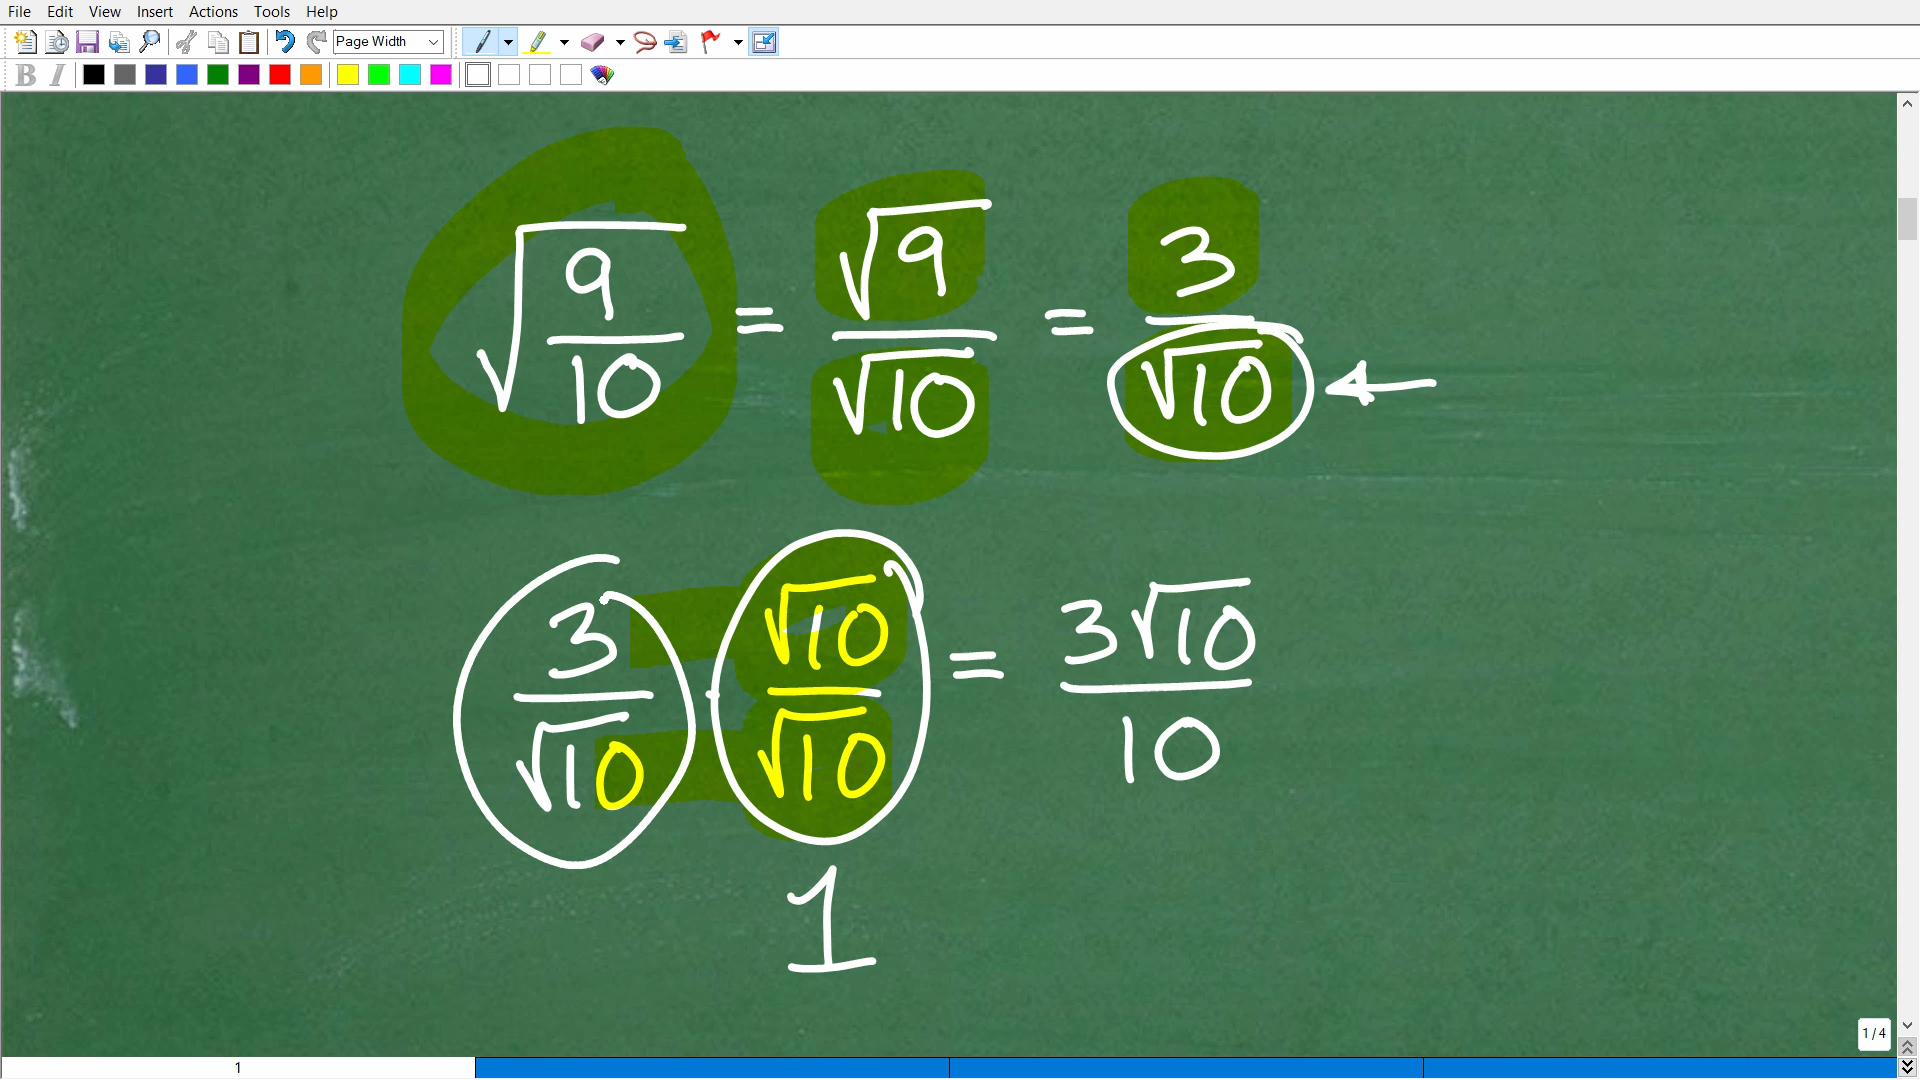 File Edit View Insert Actions Tools Help
Page Width
B I
√(9/10) = √9/√10 = 3/√10 ←
3/√10 · √10/√10 = 3√10/10
1
1/4
1